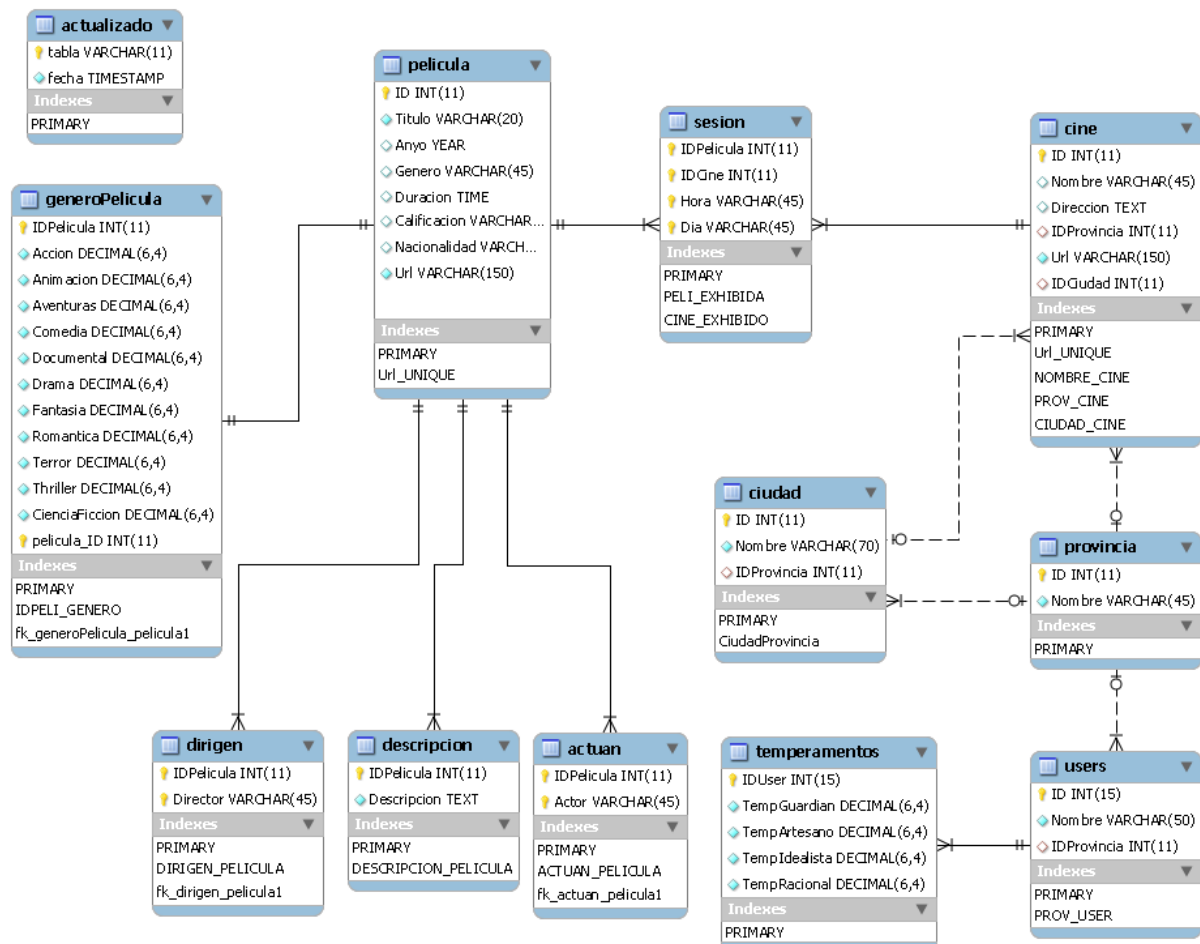 actualizado
tabla VARCHAR(11)
fecha TIMESTAMP
Indexes
PRIMARY
generoPelicula
IDPelicula INT(11)
Accion DECIMAL(6,4)
Animacion DECIMAL(6,4)
Aventuras DECIMAL(6,4)
Comedia DECIMAL(6,4)
Documental DECIMAL(6,4)
Drama DECIMAL(6,4)
Fantasia DECIMAL(6,4)
Romantica DECIMAL(6,4)
Terror DECIMAL(6,4)
Thriller DECIMAL(6,4)
CienciaFiccion DECIMAL(6,4)
pelicula_ID INT(11)
Indexes
PRIMARY
IDPELI_GENERO
fk_generoPelicula_pelicula1
pelicula
ID INT(11)
Titulo VARCHAR(20)
Anyo YEAR
Genero VARCHAR(45)
Duracion TIME
Calificacion VARCHAR...
Nacionalidad VARCH...
Url VARCHAR(150)
Indexes
PRIMARY
Url_UNIQUE
sesion
IDPelicula INT(11)
IDCine INT(11)
Hora VARCHAR(45)
Dia VARCHAR(45)
Indexes
PRIMARY
PELI_EXHIBIDA
CINE_EXHIBIDO
cine
ID INT(11)
Nombre VARCHAR(45)
Direccion TEXT
IDProvincia INT(11)
Url VARCHAR(150)
IDCiudad INT(11)
Indexes
PRIMARY
Url_UNIQUE
NOMBRE_CINE
PROV_CINE
CIUDAD_CINE
ciudad
ID INT(11)
Nombre VARCHAR(70)
IDProvincia INT(11)
Indexes
PRIMARY
CiudadProvincia
provincia
ID INT(11)
Nombre VARCHAR(45)
Indexes
PRIMARY
dirigen
IDPelicula INT(11)
Director VARCHAR(45)
Indexes
PRIMARY
DIRIGEN_PELICULA
fk_dirigen_pelicula1
descripcion
IDPelicula INT(11)
Descripcion TEXT
Indexes
PRIMARY
DESCRIPCION_PELICULA
actuan
IDPelicula INT(11)
Actor VARCHAR(45)
Indexes
PRIMARY
ACTUAN_PELICULA
fk_actuan_pelicula1
temperamentos
IDUser INT(15)
TempGuardian DECIMAL(6,4)
TempArtesano DECIMAL(6,4)
TempIdealista DECIMAL(6,4)
TempRacional DECIMAL(6,4)
Indexes
PRIMARY
users
ID INT(15)
Nombre VARCHAR(50)
IDProvincia INT(11)
Indexes
PRIMARY
PROV_USER